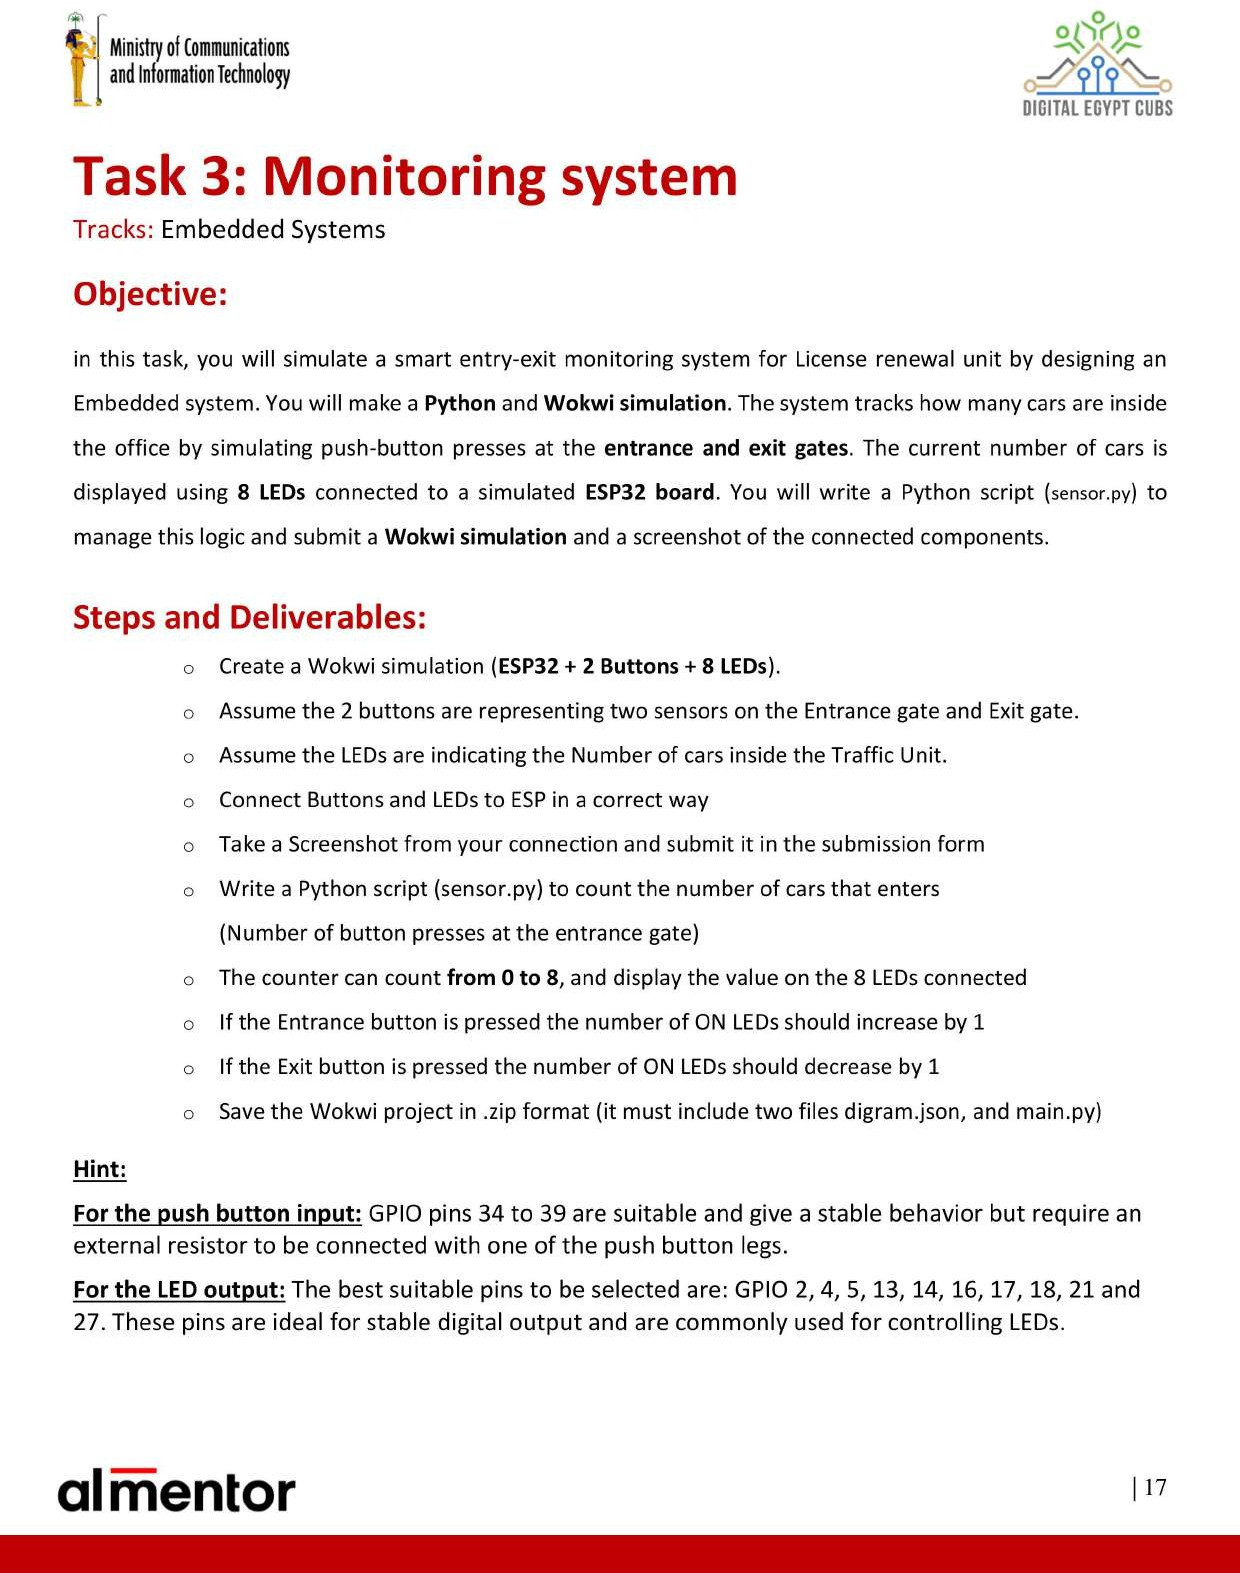 Ministry of Communications
and Information Technology
DIGITAL EGYPT CUBS
Task 3: Monitoring system
Tracks: Embedded Systems
Objective:
in this task, you will simulate a smart entry-exit monitoring system for License renewal unit by designing an
Embedded system. You will make a Python and Wokwi simulation. The system tracks how many cars are inside
the office by simulating push-button presses at the entrance and exit gates. The current number of cars is
displayed using 8 LEDs connected to a simulated ESP32 board. You will write a Python script (sensor.py) to
manage this logic and submit a Wokwi simulation and a screenshot of the connected components.
Steps and Deliverables:
o Create a Wokwi simulation (ESP32 + 2 Buttons + 8 LEDs).
o Assume the 2 buttons are representing two sensors on the Entrance gate and Exit gate.
o Assume the LEDs are indicating the Number of cars inside the Traffic Unit.
o Connect Buttons and LEDs to ESP in a correct way
o Take a Screenshot from your connection and submit it in the submission form
o Write a Python script (sensor.py) to count the number of cars that enters
(Number of button presses at the entrance gate)
o The counter can count from 0 to 8, and display the value on the 8 LEDs connected
o If the Entrance button is pressed the number of ON LEDs should increase by 1
o If the Exit button is pressed the number of ON LEDs should decrease by 1
o Save the Wokwi project in .zip format (it must include two files digram.json, and main.py)
Hint:
For the push button input: GPIO pins 34 to 39 are suitable and give a stable behavior but require an
external resistor to be connected with one of the push button legs.
For the LED output: The best suitable pins to be selected are: GPIO 2, 4, 5, 13, 14, 16, 17, 18, 21 and
27. These pins are ideal for stable digital output and are commonly used for controlling LEDs.
almentor
| 17